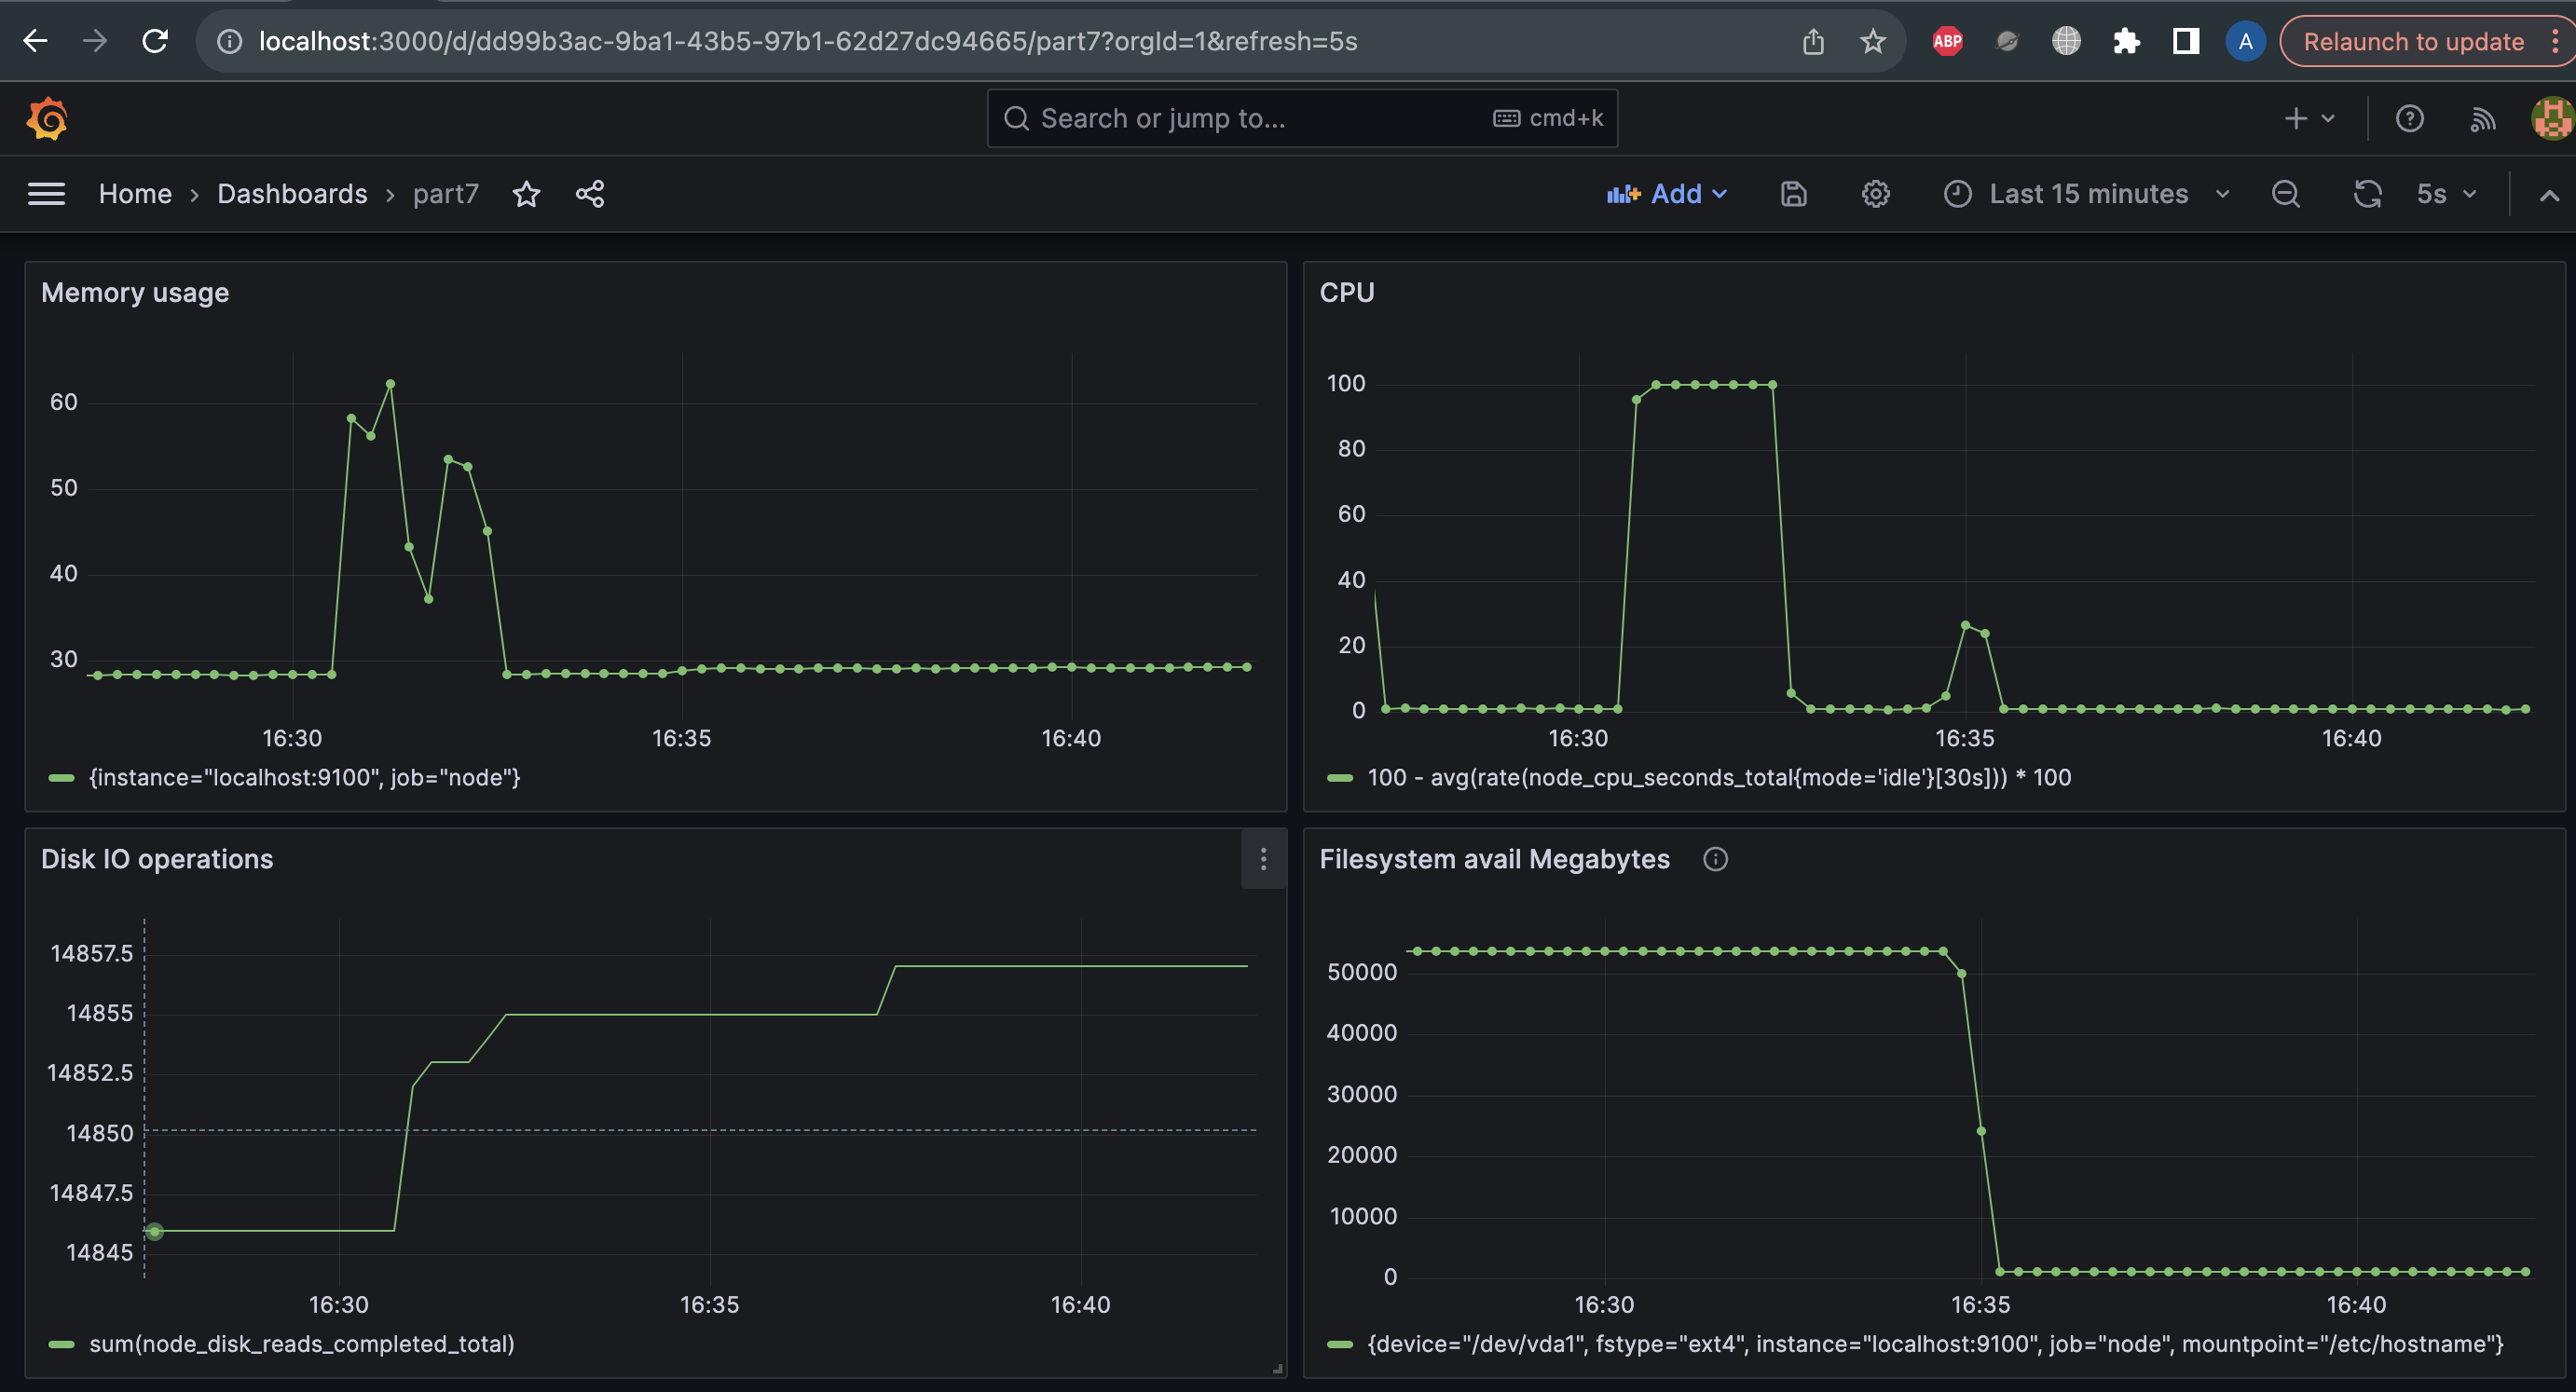 localhost:3000/d/dd99b3ac-9ba1-43b5-97b1-62d27dc94665/part7?orgId=1&refresh=5s
ABP
A
Relaunch to update
Search or jump to...
cmd+k
Home › Dashboards › part7
Add
Last 15 minutes
5s
Memory usage
60
50
40
30
16:30
16:35
16:40
{instance="localhost:9100", job="node"}
CPU
100
80
60
40
20
0
16:30
16:35
16:40
100 - avg(rate(node_cpu_seconds_total{mode='idle'}[30s])) * 100
Disk IO operations
14857.5
14855
14852.5
14850
14847.5
14845
16:30
16:35
16:40
sum(node_disk_reads_completed_total)
Filesystem avail Megabytes
50000
40000
30000
20000
10000
0
16:30
16:35
16:40
{device="/dev/vda1", fstype="ext4", instance="localhost:9100", job="node", mountpoint="/etc/hostname"}